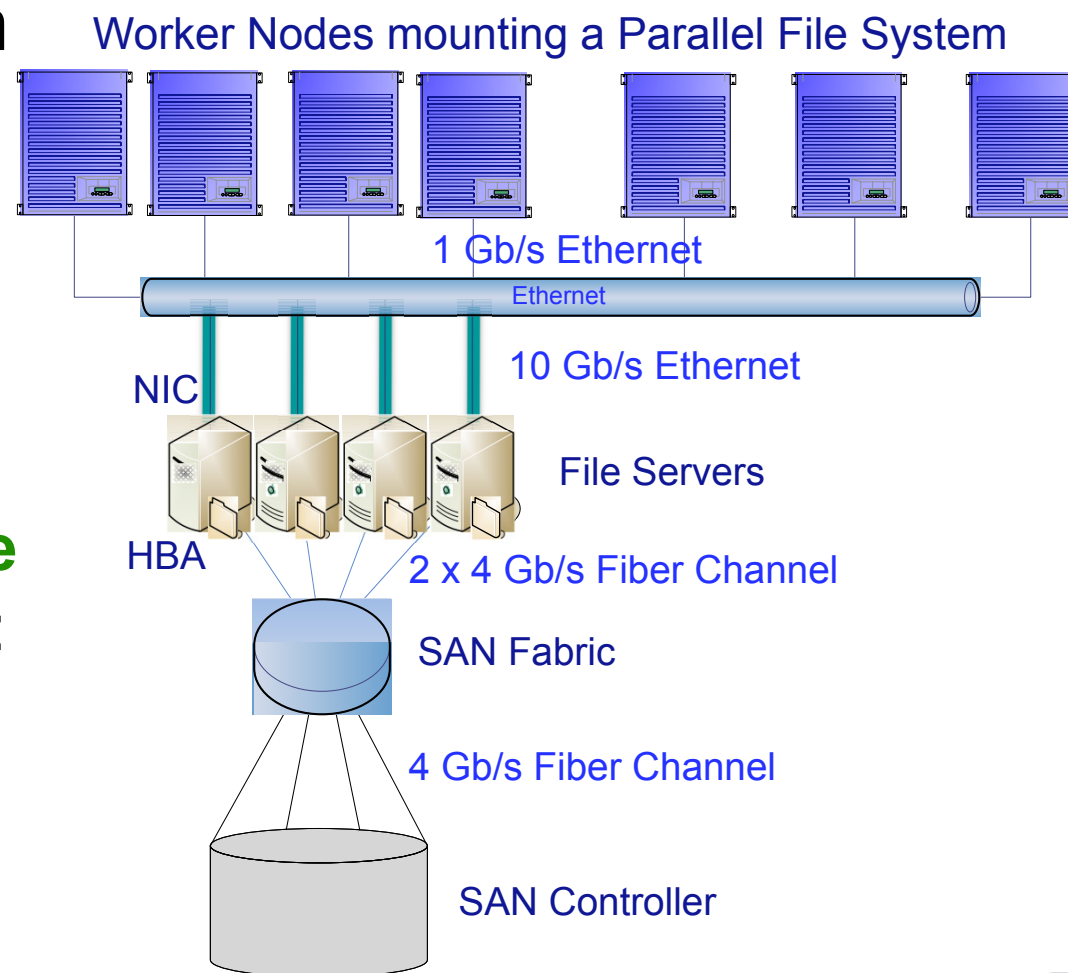 Worker Nodes mounting a Parallel File System
1 Gb/s Ethernet
Ethernet
10 Gb/s Ethernet
NIC
File Servers
HBA
2 x 4 Gb/s Fiber Channel
SAN Fabric
4 Gb/s Fiber Channel
SAN Controller